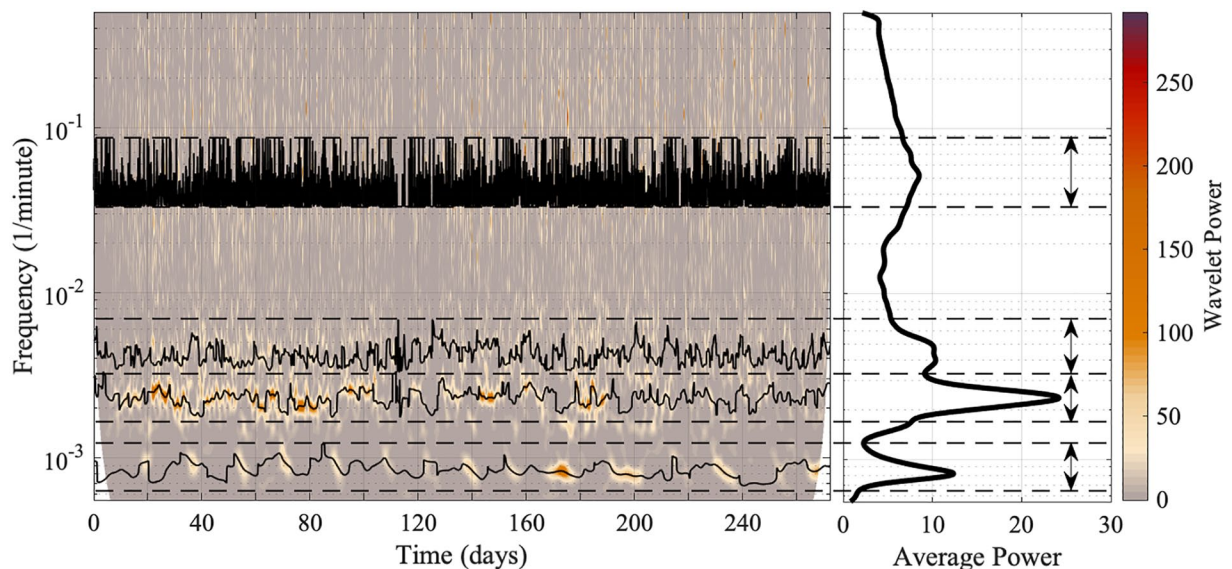 Frequency (1/minute)
10^-1
10^-2
10^-3
0 40 80 120 160 200 240
Time (days)
0 10 20 30
Average Power
250
200
150
100
50
0
Wavelet Power